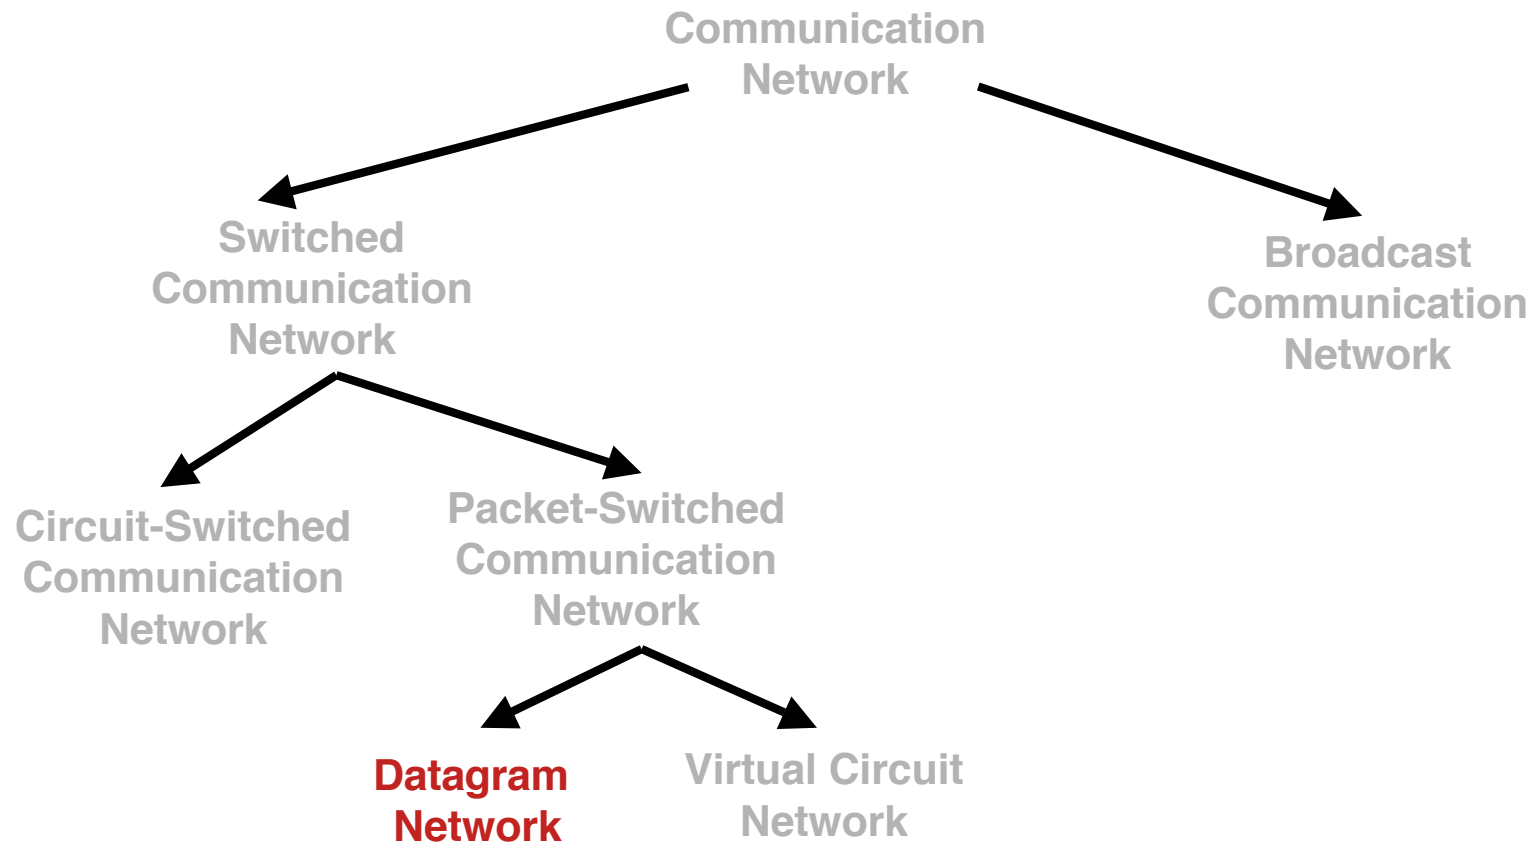 Communication
Network
Switched
Communication
Network
Broadcast
Communication
Network
Circuit-Switched
Communication
Network
Packet-Switched
Communication
Network
Datagram
Network
Virtual Circuit
Network